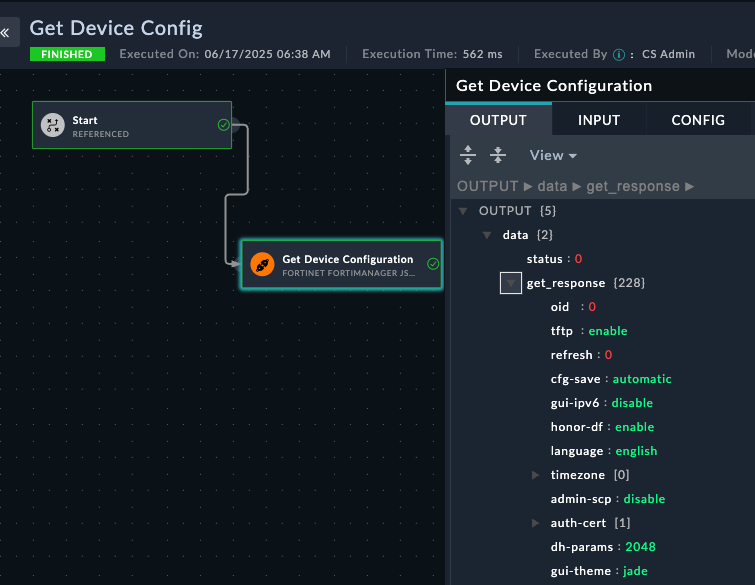 Get Device Config
FINISHED Executed On: 06/17/2025 06:38 AM Execution Time: 562 ms Executed By : CS Admin Mode
Start
REFERENCED
Get Device Configuration
FORTINET FORTIMANAGER JS...
Get Device Configuration
OUTPUT INPUT CONFIG
View
OUTPUT ▶ data ▶ get_response ▶
OUTPUT {5}
data {2}
status : 0
get_response {228}
oid : 0
tftp : enable
refresh : 0
cfg-save : automatic
gui-ipv6 : disable
honor-df : enable
language : english
timezone [0]
admin-scp : disable
auth-cert [1]
dh-params : 2048
gui-theme : jade